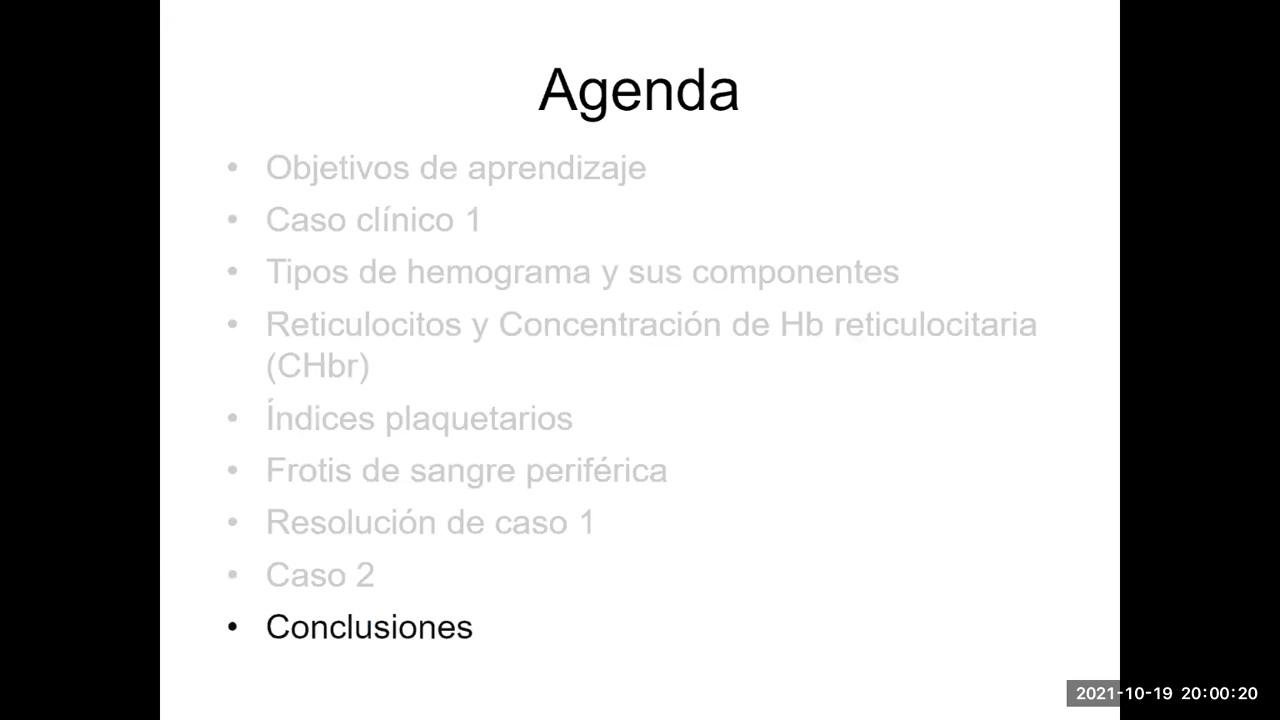 Agenda
• Objetivos de aprendizaje
• Caso clínico 1
• Tipos de hemograma y sus componentes
• Reticulocitos y Concentración de Hb reticulocitaria
(CHbr)
• Índices plaquetarios
• Frotis de sangre periférica
• Resolución de caso 1
• Caso 2
• Conclusiones
2021-10-19 20:00:20